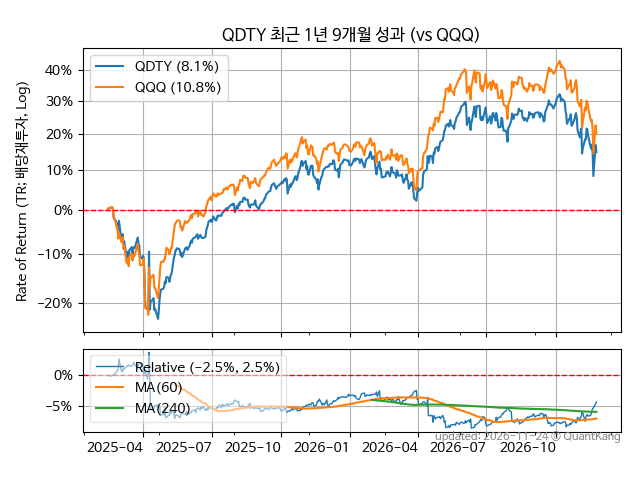 QDTY 최근 1년 9개월 성과 (vs QQQ)
Rate of Return (TR; 배당재투자, Log)
QDTY (8.1%)
QQQ (10.8%)
40%
30%
20%
10%
0%
−10%
−20%
Relative (−2.5%, 2.5%)
MA(60)
MA(240)
0%
−5%
2025−04
2025−07
2025−10
2026−01
2026−04
2026−07
2026−10
updated: 2026−11−24 © QuantKang